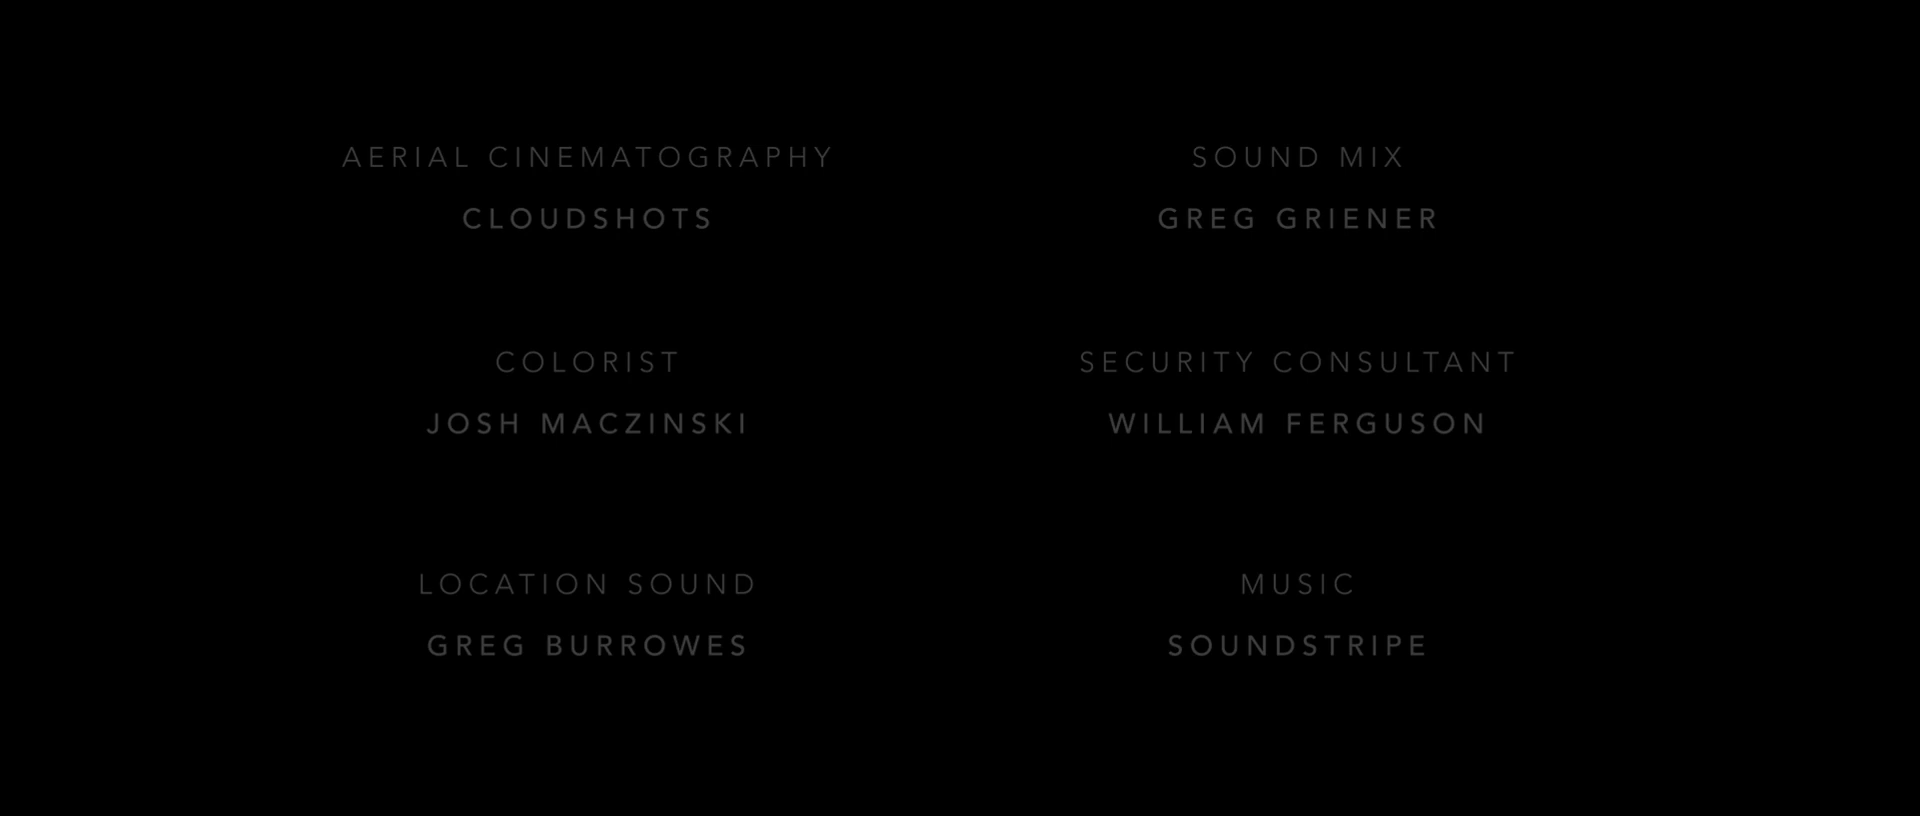 AERIAL CINEMATOGRAPHY
CLOUDSHOTS
COLORIST
JOSH MACZINSKI
LOCATION SOUND
GREG BURROWES
SOUND MIX
GREG GRIENER
SECURITY CONSULTANT
WILLIAM FERGUSON
MUSIC
SOUNDSTRIPE